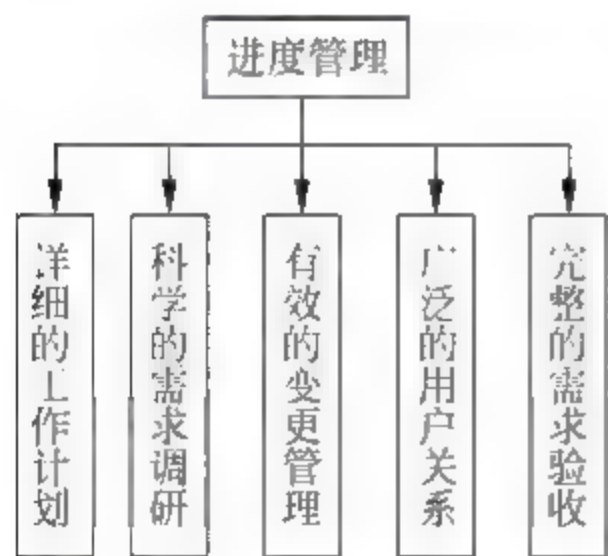 进度管理
详细的工作计划
科学的需求调研
有效的变更管理
广泛的用户关系
完整的需求验收